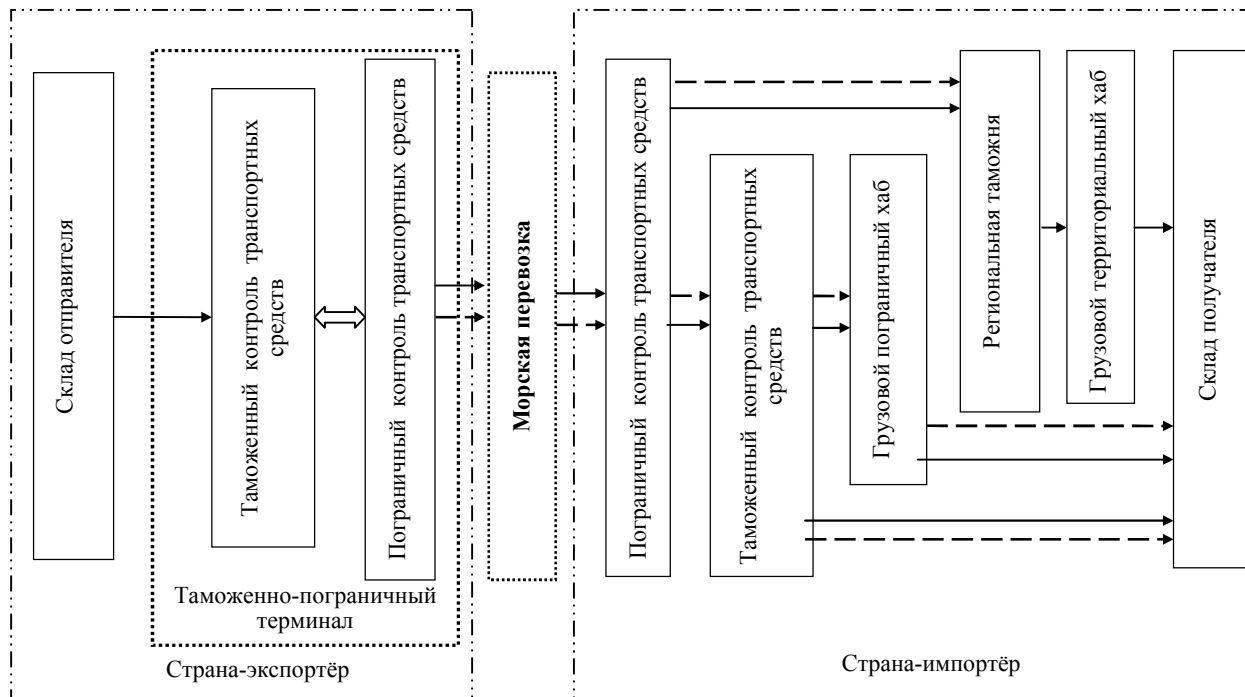 Склад отправителя
Таможенный контроль транспортных
средств
Пограничный контроль транспортных средств
Таможенно-пограничный
терминал
Страна-экспортёр
Морская перевозка
Пограничный контроль транспортных средств
Таможенный контроль транспортных
средств
Грузовой пограничный хаб
Региональная таможня
Грузовой территориальный хаб
Склад получателя
Страна-импортёр